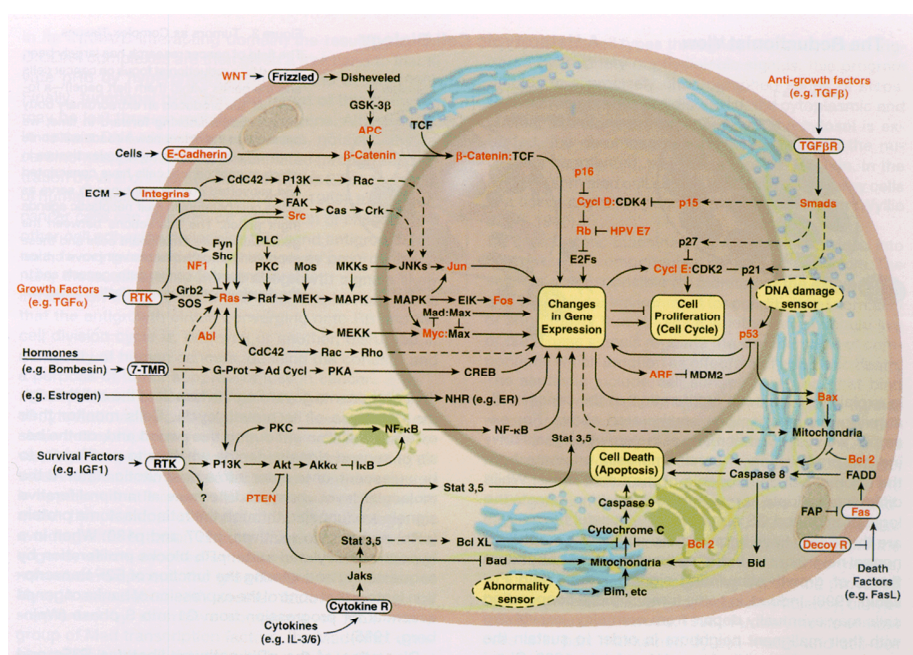 WNT
Frizzled
Disheveled
GSK-3β
APC
β-Catenin
TCF
β-Catenin:TCF
Cells
E-Cadherin
ECM
Integrins
CdC42
P13K
Rac
FAK
Src
Cas
Crk
Fyn
Shc
PLC
PKC
NF1
Mos
MKKs
JNKs
Jun
Growth Factors
(e.g. TGFα)
RTK
Grb2
SOS
Ras
Raf
MEK
MAPK
MAPK
ElK
Fos
Mad:Max
Abl
MEKK
Myc:Max
CdC42
Rac
Rho
Hormones
(e.g. Bombesin)
7-TMR
G-Prot
Ad Cycl
PKA
CREB
(e.g. Estrogen)
NHR (e.g. ER)
PKC
NF-κB
NF-κB
Survival Factors
(e.g. IGF1)
RTK
P13K
Akt
Akkα
IκB
?
PTEN
Stat 3,5
Stat 3,5
Stat 3,5
Bcl XL
Bad
Jaks
Cytokine R
Cytokines
(e.g. IL-3/6)
Abnormality
sensor
Bim, etc
Mitochondria
Cytochrome C
Caspase 9
Bcl 2
Cell Death
(Apoptosis)
Caspase 8
Bid
FADD
FAP
Fas
Decoy R
Death
Factors
(e.g. FasL)
Bcl 2
Mitochondria
Bax
ARF
MDM2
p53
DNA damage
sensor
Changes
in Gene
Expression
Cell
Proliferation
(Cell Cycle)
Cycl E:CDK2
p21
p27
E2Fs
Rb
HPV E7
Cycl D:CDK4
p15
p16
Smads
TGFβR
Anti-growth factors
(e.g. TGFβ)